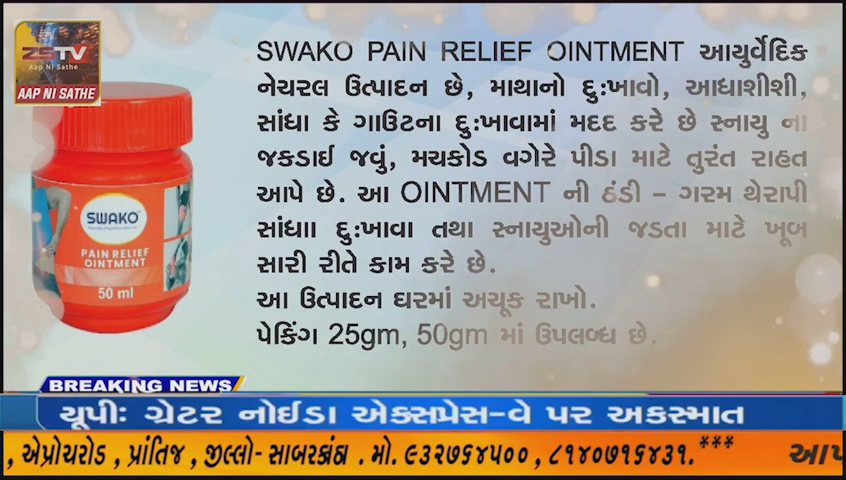 ZSTV
Aap Ni Sathe
AAP NI SATHE
SWAKO PAIN RELIEF OINTMENT આયુર્વેદિક
નેચરલ ઉત્પાદન છે, માથાનો દુઃખાવો, આધાશીશી,
સાંધા કે ગાઉટના દુઃખાવામાં મદદ કરે છે સ્નાયુ ના
જકડાઈ જવું, મચકોડ વગેરે પીડા માટે તુરંત રાહત
આપે છે. આ OINTMENT ની ઠંડી – ગરમ થેરાપી
સાંધાા દુઃખાવા તથા સ્નાયુઓની જડતા માટે ખૂબ
સારી રીતે કામ કરે છે.
આ ઉત્પાદન ઘરમાં અચૂક રાખો.
પેકિંગ 25gm, 50gm માં ઉપલબ્ધ છે.
SWAKO
PAIN RELIEF
OINTMENT
50 ml
BREAKING NEWS
યૂપીઃ ગ્રેટર નોઈડા એક્સપ્રેસ-વે પર અકસ્માત
, એપ્રોચરોડ , પ્રાંતિજ , જીલ્લો- સાબરકાંઠા . મો. ૯૩૨૭૬૪૫૦૦ , ૮૧૪૦૭૧૬૪૩૧.*** આપ